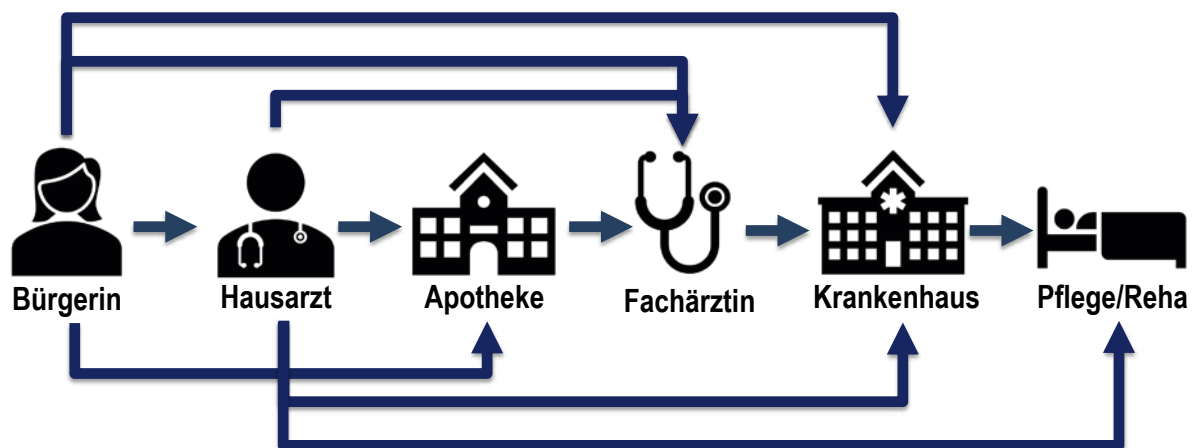 Bürgerin
Hausarzt
Apotheke
Fachärztin
Krankenhaus
Pflege/Reha